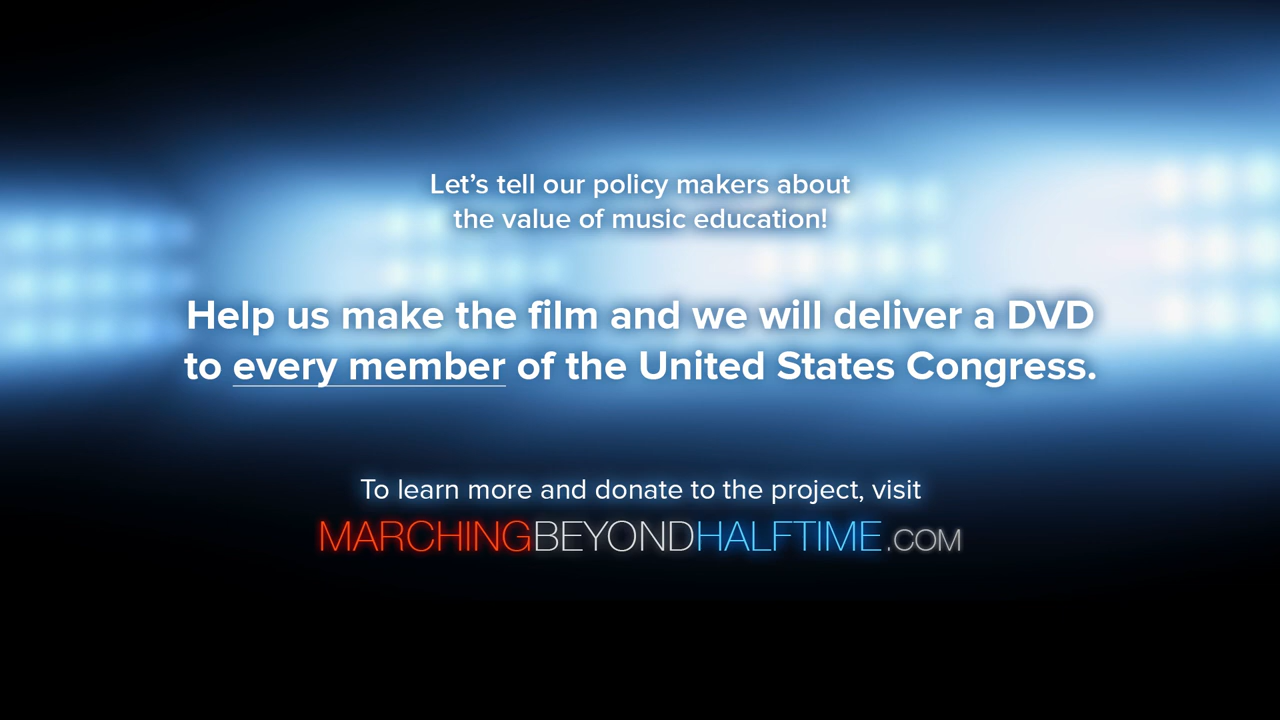 Let’s tell our policy makers about
the value of music education!
Help us make the film and we will deliver a DVD
to every member of the United States Congress.
To learn more and donate to the project, visit
MARCHINGBEYONDHALFTIME.COM